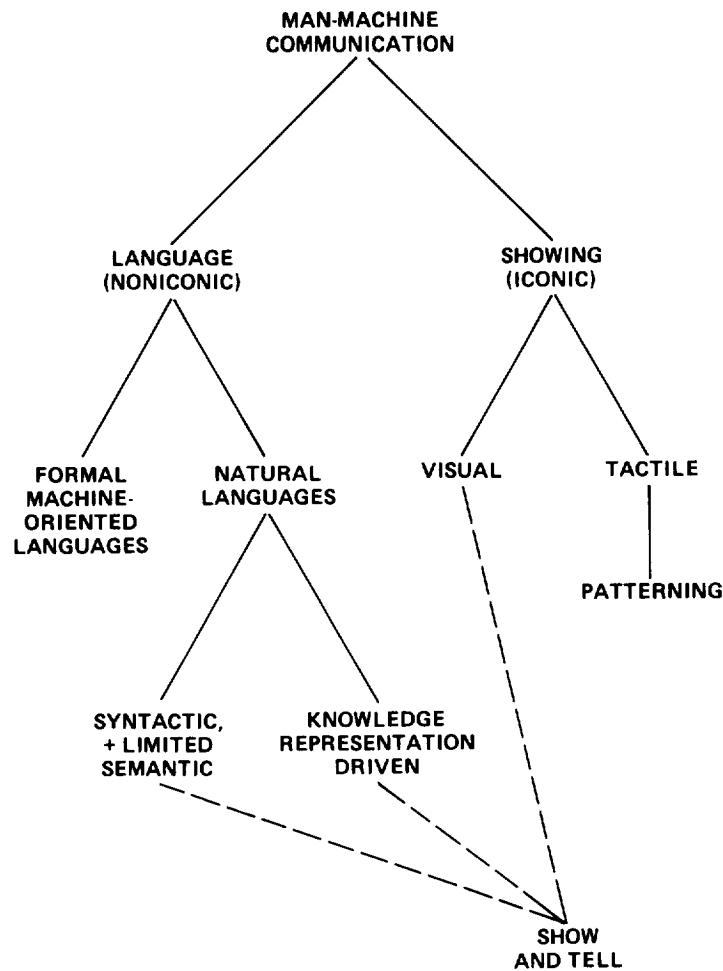 MAN-MACHINE
COMMUNICATION
LANGUAGE
(NONICONIC)
SHOWING
(ICONIC)
FORMAL
MACHINE-
ORIENTED
LANGUAGES
NATURAL
LANGUAGES
VISUAL
TACTILE
PATTERNING
SYNTACTIC,
+ LIMITED
SEMANTIC
KNOWLEDGE
REPRESENTATION
DRIVEN
SHOW
AND TELL